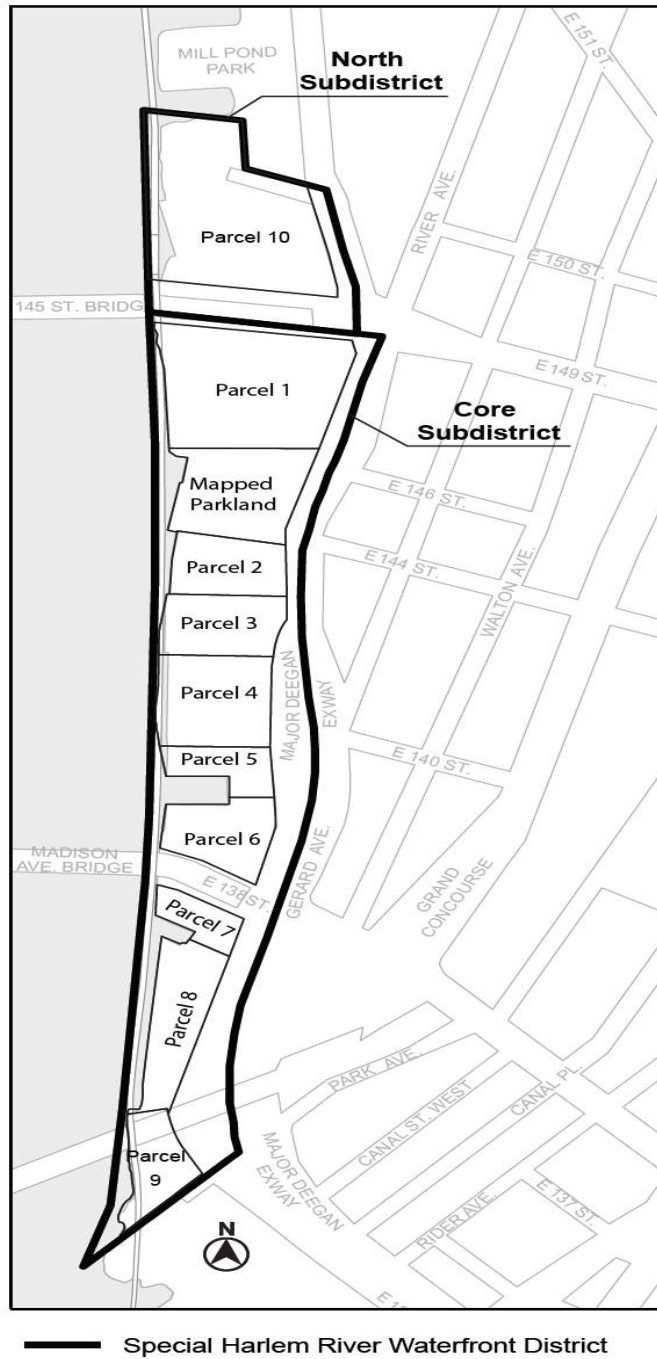 MILL POND
PARK
North
Subdistrict
E 151 ST.
RIVER AVE.
Parcel 10
E 150 ST.
145 ST. BRIDG
E 149 ST.
Parcel 1
Core
Subdistrict
Mapped
Parkland
E 146 ST.
E 144 ST.
Parcel 2
WALTON AVE.
Parcel 3
MAJOR DEEGAN
EXWAY
Parcel 4
Parcel 5
E 140 ST.
Parcel 6
MADISON
AVE. BRIDGE
E 138 ST.
GERARD AVE.
GRAND
CONCOURSE
Parcel 7
Parcel 8
PARK AVE.
CANAL ST. WEST
CANAL PL.
Parcel
9
MAJOR DEEGAN
EXWAY
RIDER AVE.
E 137 ST.
N
Special Harlem River Waterfront District